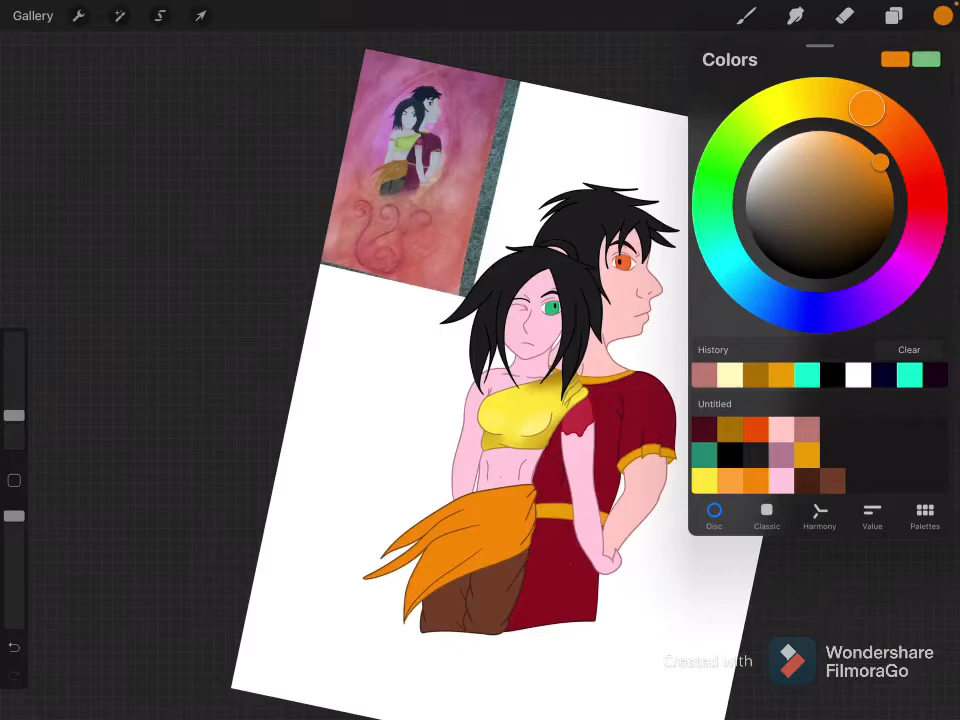 Gallery
Colors
History
Clear
Untitled
Disc
Classic
Harmony
Value
Palettes
Created with
Wondershare
FilmoraGo